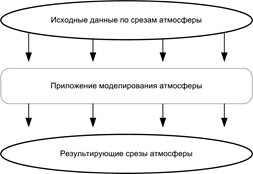 Исходные данные по срезам атмосферы
Приложение моделирования атмосферы
Результирующие срезы атмосферы